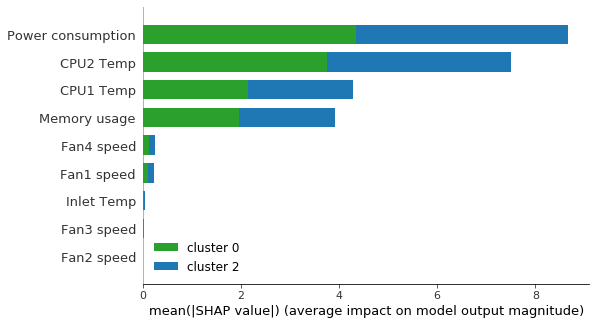 Power consumption
CPU2 Temp
CPU1 Temp
Memory usage
Fan4 speed
Fan1 speed
Inlet Temp
Fan3 speed
Fan2 speed
cluster 0
cluster 2
0 2 4 6 8
mean(|SHAP value|) (average impact on model output magnitude)